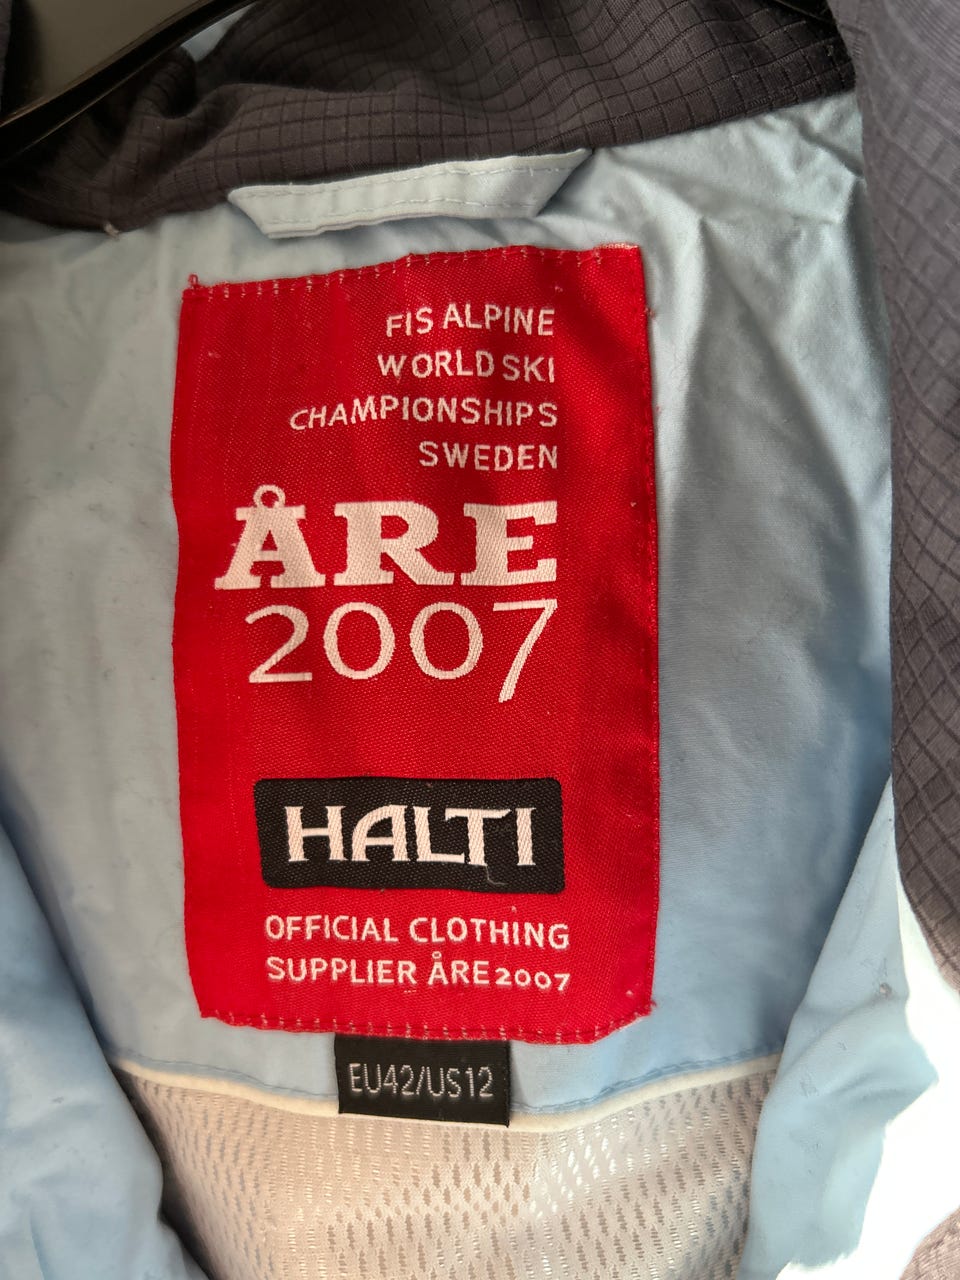 FIS ALPINE
WORLD SKI
CHAMPIONSHIPS
SWEDEN
ÅRE
2007
HALTI
OFFICIAL CLOTHING
SUPPLIER ÅRE 2007
EU42/US12